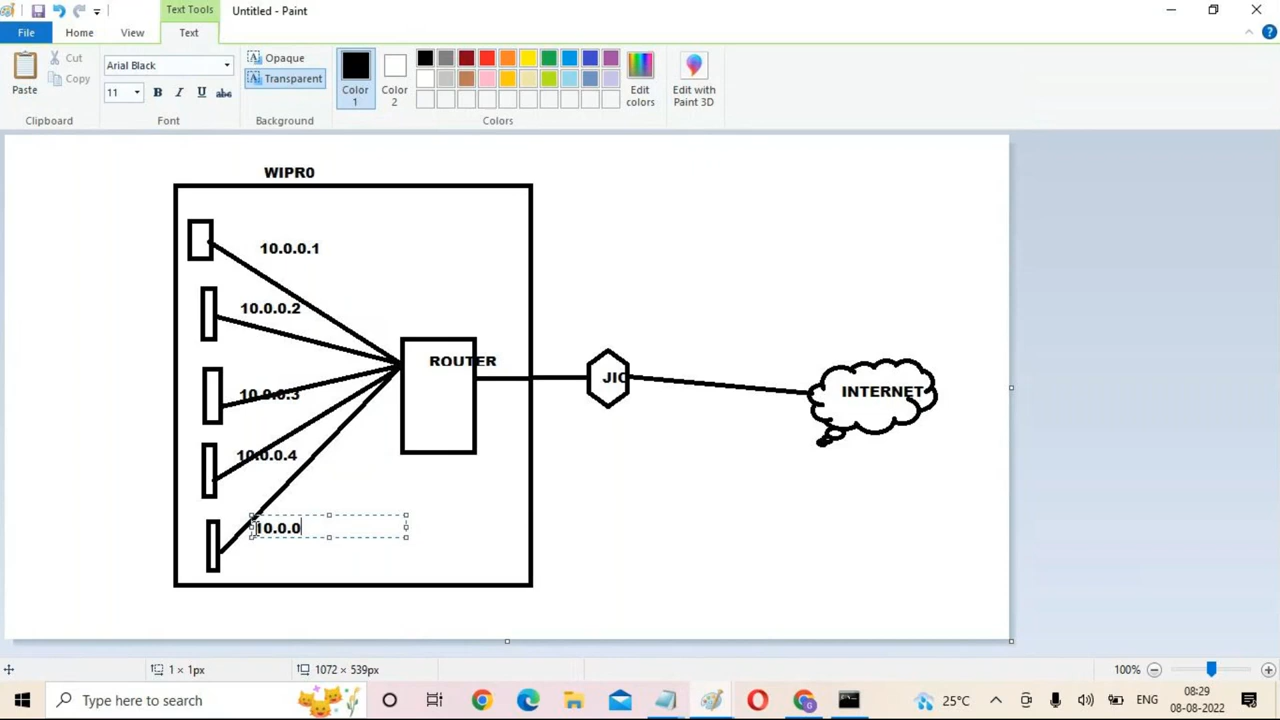 Text Tools
Untitled - Paint
File
Home
View
Text
Paste
Cut
Copy
Clipboard
Arial Black
11
B I U abc
Font
Opaque
Transparent
Background
Color 1
Color 2
Edit colors
Colors
Edit with Paint 3D
WIPR0
10.0.0.1
10.0.0.2
10.0.0.3
10.0.0.4
10.0.0
ROUTER
JIO
INTERNET
1 × 1px
1072 × 539px
100%
Type here to search
25°C
ENG
08:29
08-08-2022